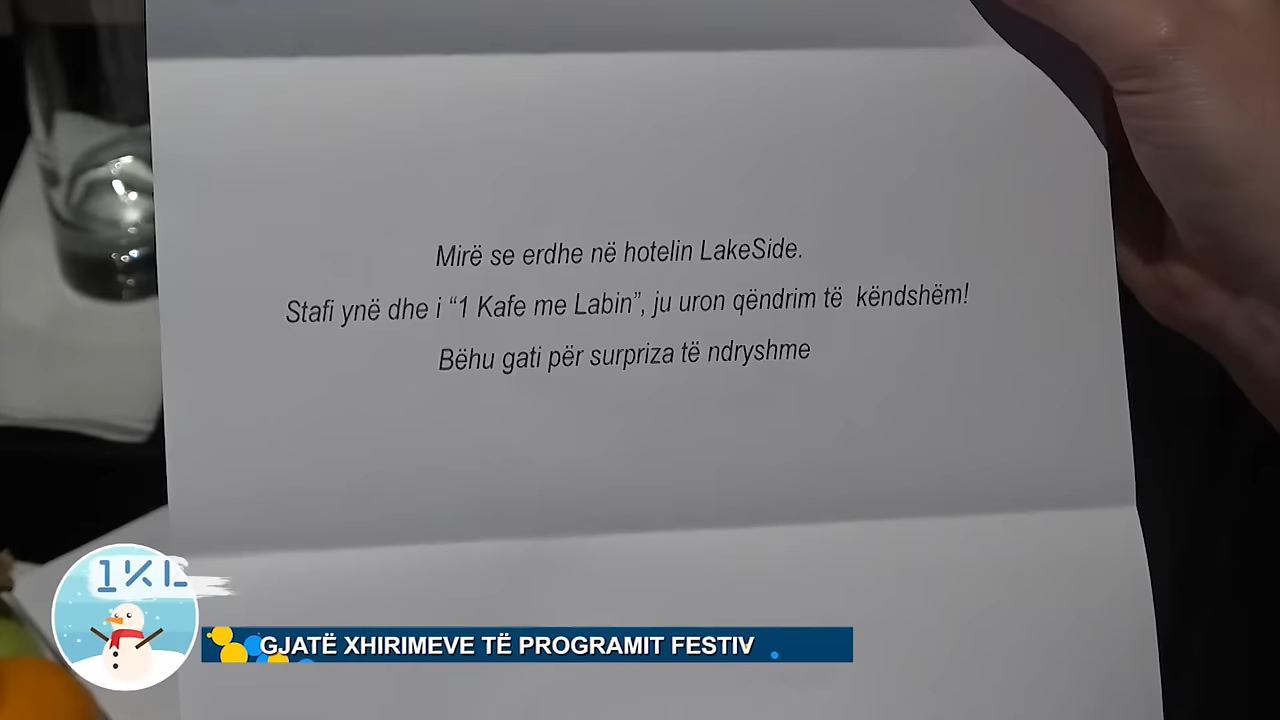 Mirë se erdhe në hotelin LakeSide.
Stafi ynë dhe i “1 Kafe me Labin”, ju uron qëndrim të këndshëm!
Bëhu gati për surpriza të ndryshme
1KL
GJATË XHIRIMEVE TË PROGRAMIT FESTIV